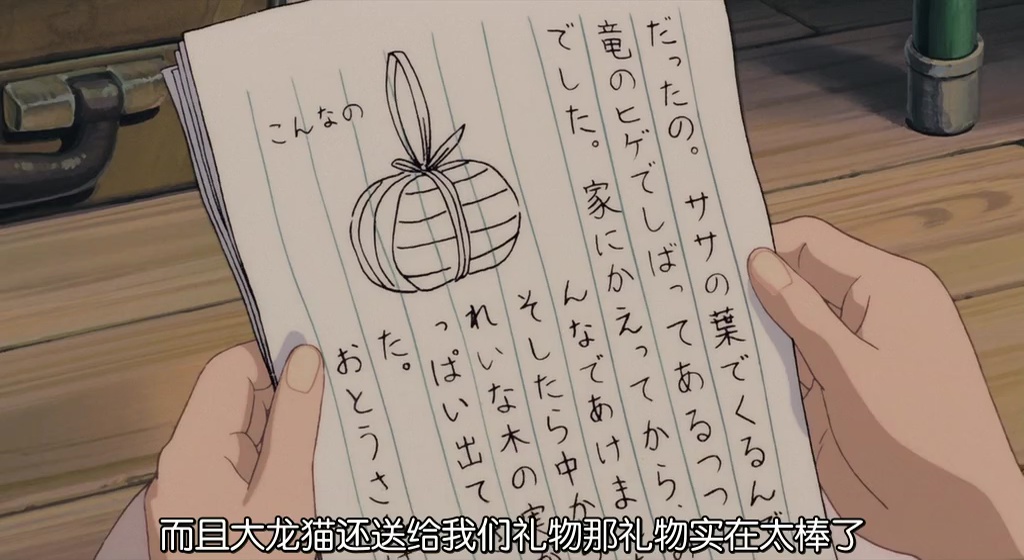 だったの。ササの葉でくるん
竜のヒゲでしばってあるつつ
でした。家にかえってから、
んなであけま
そしたら中か
れいな木の実
っぱい出て
た。
おとうさ
こんなの
而且大龙猫还送给我们礼物那礼物实在太棒了